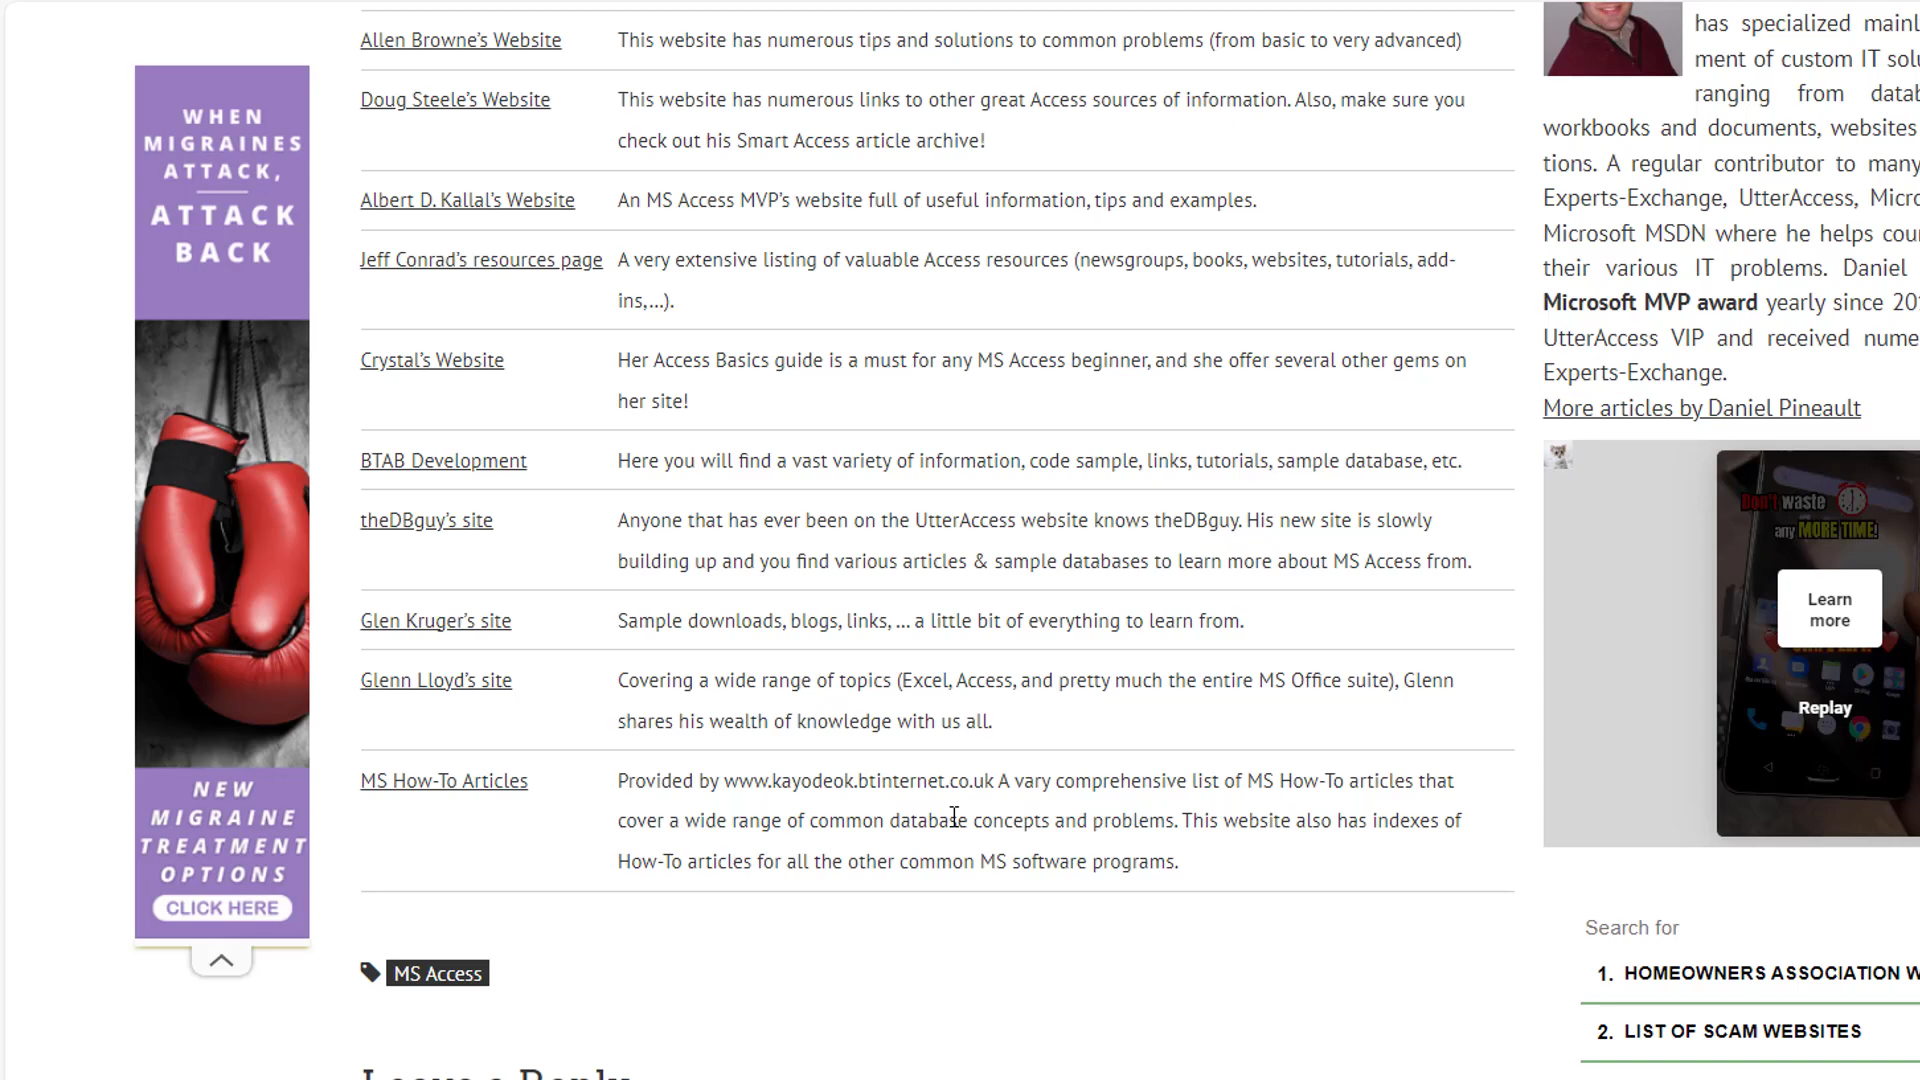 WHEN
MIGRAINES
ATTACK,
ATTACK
BACK
NEW
MIGRAINE
TREATMENT
OPTIONS
CLICK HERE
Allen Browne’s Website
This website has numerous tips and solutions to common problems (from basic to very advanced)
Doug Steele’s Website
This website has numerous links to other great Access sources of information. Also, make sure you
check out his Smart Access article archive!
Albert D. Kallal’s Website
An MS Access MVP’s website full of useful information, tips and examples.
Jeff Conrad’s resources page
A very extensive listing of valuable Access resources (newsgroups, books, websites, tutorials, add-
ins,…).
Crystal’s Website
Her Access Basics guide is a must for any MS Access beginner, and she offer several other gems on
her site!
BTAB Development
Here you will find a vast variety of information, code sample, links, tutorials, sample database, etc.
theDBguy’s site
Anyone that has ever been on the UtterAccess website knows theDBguy. His new site is slowly
building up and you find various articles & sample databases to learn more about MS Access from.
Glen Kruger’s site
Sample downloads, blogs, links, … a little bit of everything to learn from.
Glenn Lloyd’s site
Covering a wide range of topics (Excel, Access, and pretty much the entire MS Office suite), Glenn
shares his wealth of knowledge with us all.
MS How-To Articles
Provided by www.kayodeok.btinternet.co.uk A vary comprehensive list of MS How-To articles that
cover a wide range of common database concepts and problems. This website also has indexes of
How-To articles for all the other common MS software programs.
MS Access
Leave a Reply
has specialized
ment of custom IT
ranging from
workbooks and documents, websites
tions. A regular contributor to many
Experts-Exchange, UtterAccess,
Microsoft MSDN where he helps
their various IT problems. Daniel
Microsoft MVP award yearly since
UtterAccess VIP and received
Experts-Exchange.
More articles by Daniel Pineault
Don't waste
any MORE TIME!
Learn
more
Replay
Search for
1. HOMEOWNERS ASSOCIATION
2. LIST OF SCAM WEBSITES